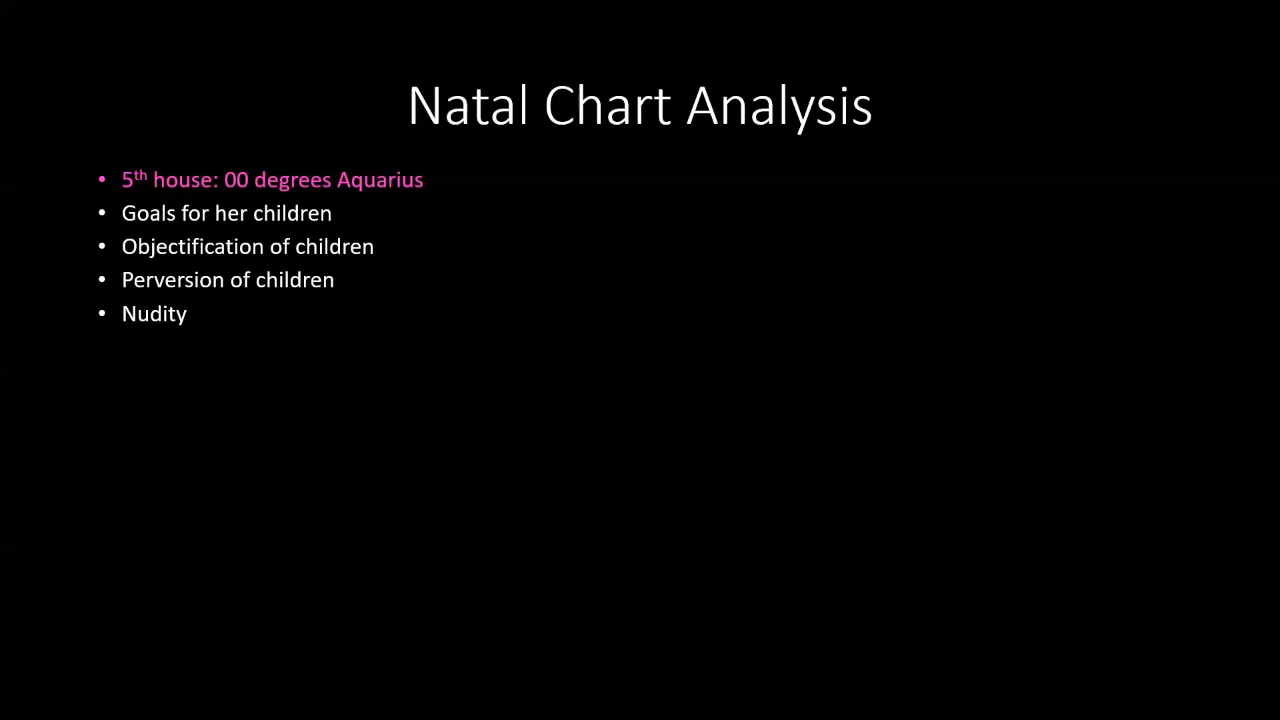 Natal Chart Analysis
• 5th house: 00 degrees Aquarius
• Goals for her children
• Objectification of children
• Perversion of children
• Nudity